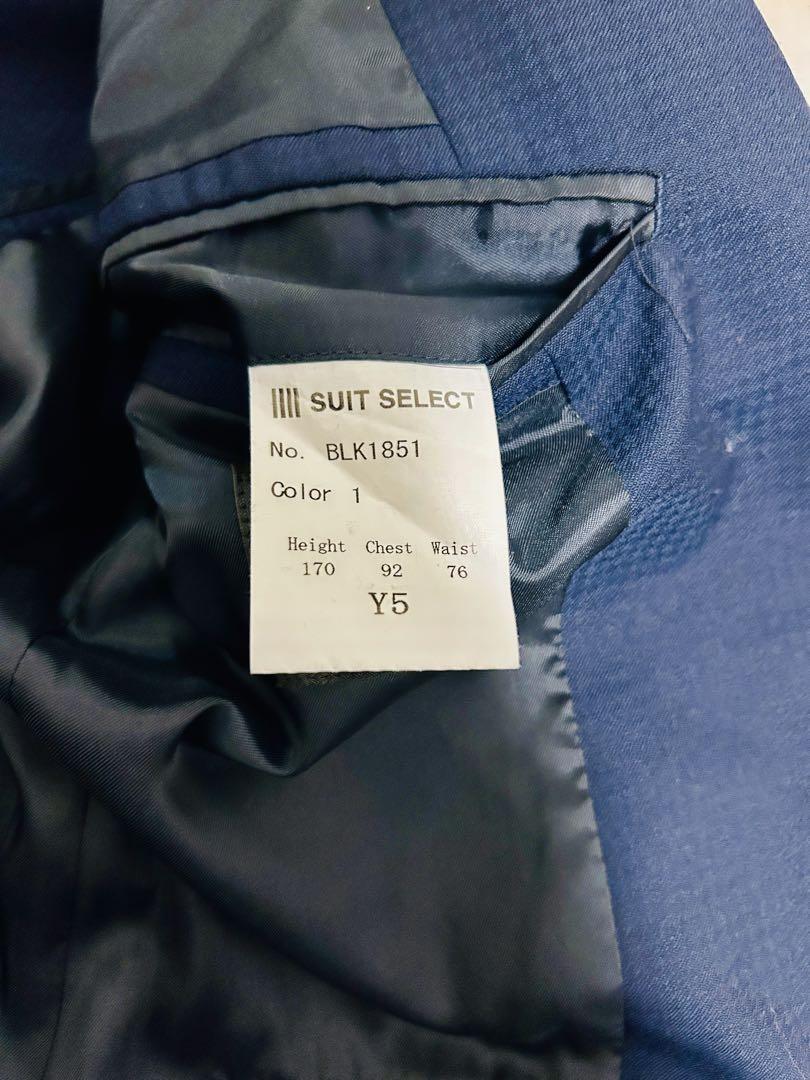 SUIT SELECT
No. BLK1851
Color 1
Height Chest Waist
170 92 76
Y5